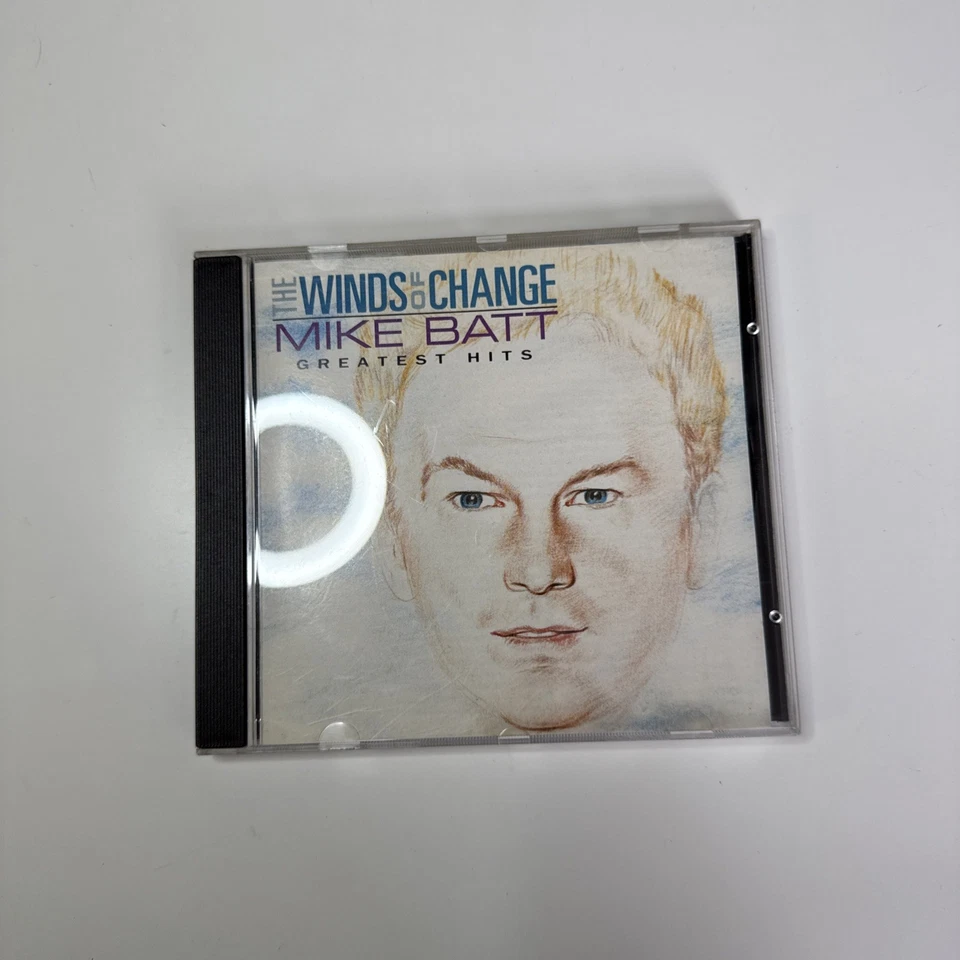 THE WINDS OF CHANGE
MIKE BATT
GREATEST HITS